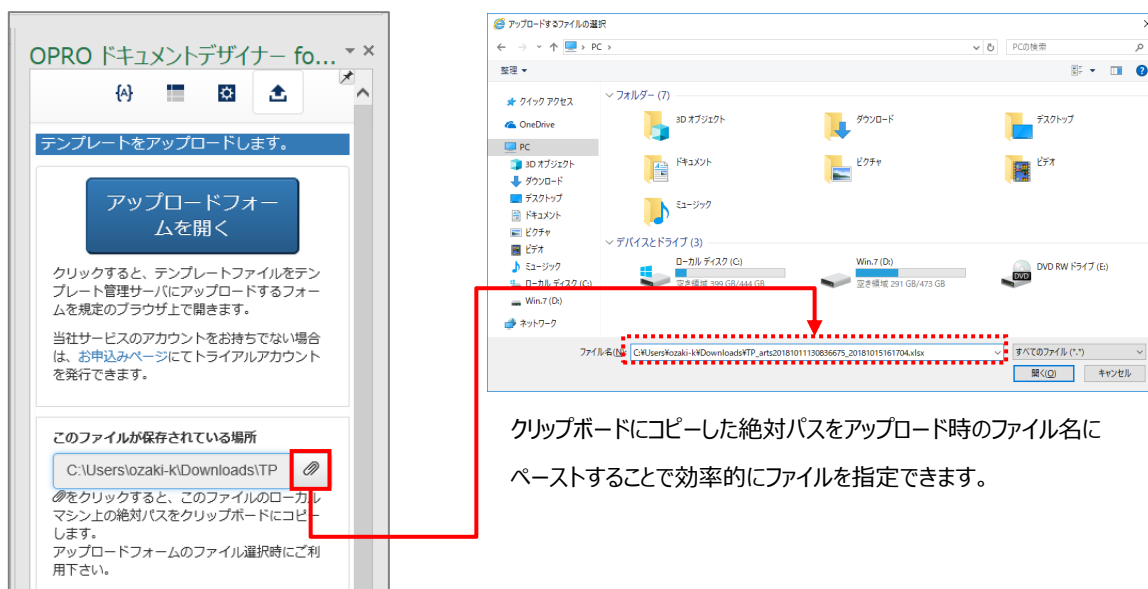 OPRO ドキュメントデザイナー fo...
{A}
テンプレートをアップロードします。
アップロードフォー
ムを開く
クリックすると、テンプレートファイルをテン
プレート管理サーバにアップロードするフォー
ムを規定のブラウザ上で開きます。
当社サービスのアカウントをお持ちでない場合
は、お申込みページにてトライアルアカウント
を発行できます。
このファイルが保存されている場所
C:\Users\ozaki-k\Downloads\TP
をクリックすると、このファイルのローカル
マシン上の絶対パスをクリップボードにコピー
します。
アップロードフォームのファイル選択時にご利
用下さい。
アップロードするファイルの選択
PC
PCの検索
整理
クイック アクセス
OneDrive
PC
3D オブジェクト
ダウンロード
デスクトップ
ドキュメント
ピクチャ
ビデオ
ミュージック
ローカル ディスク (C:)
Win.7 (D:)
ネットワーク
フォルダー (7)
3D オブジェクト
ダウンロード
デスクトップ
ドキュメント
ピクチャ
ビデオ
ミュージック
デバイスとドライブ (3)
ローカル ディスク (C:)
空き領域 399 GB/444 GB
Win.7 (D:)
空き領域 291 GB/473 GB
DVD RW ドライブ (E:)
DVD
ファイル名(N):
C:¥Users¥ozaki-k¥Downloads¥TP_arts20181011130836675_20181015161704.xlsx
すべてのファイル (*.*)
開く(O)
キャンセル
クリップボードにコピーした絶対パスをアップロード時のファイル名に
ペーストすることで効率的にファイルを指定できます。